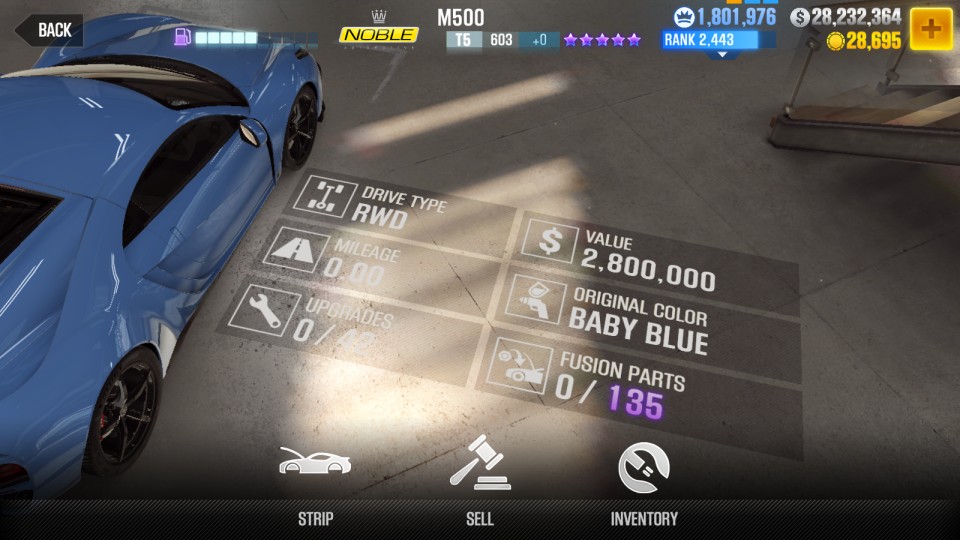 BACK
NOBLE
M500
T5 603 +0
1,801,976
28,232,364
RANK 2,443
28,695
DRIVE TYPE
RWD
MILEAGE
0.00
UPGRADES
0 / 42
VALUE
2,800,000
ORIGINAL COLOR
BABY BLUE
FUSION PARTS
0 / 135
STRIP
SELL
INVENTORY